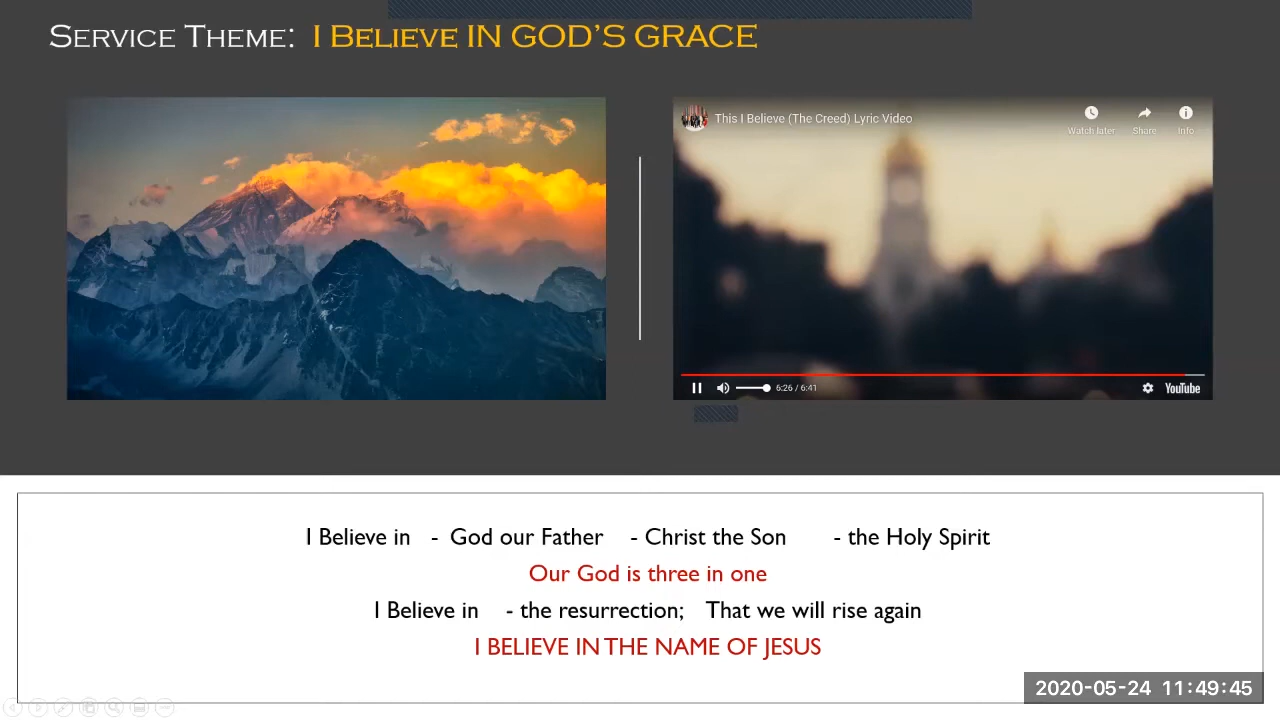 Service Theme: I Believe IN GOD'S GRACE
This I Believe (The Creed) Lyric Video
Watch later
Share
Info
6:26 / 6:41
YouTube
I Believe in - God our Father - Christ the Son - the Holy Spirit
Our God is three in one
I Believe in - the resurrection; That we will rise again
I BELIEVE IN THE NAME OF JESUS
2020-05-24 11:49:45